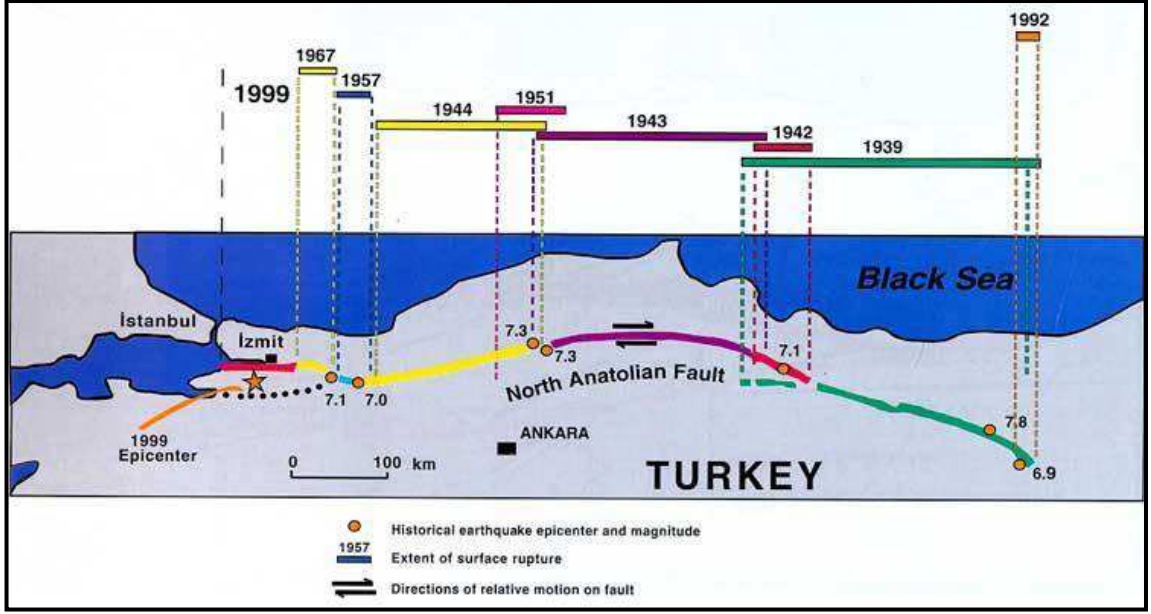 1992
1967
1957
1999
1951
1944
1943
1942
1939
Black Sea
İstanbul
İzmit
7.3
7.3
7.1
North Anatolian Fault
7.1
7.0
7.8
1999
Epicenter
ANKARA
0 100 km
TURKEY
6.9
Historical earthquake epicenter and magnitude
1957
Extent of surface rupture
Directions of relative motion on fault